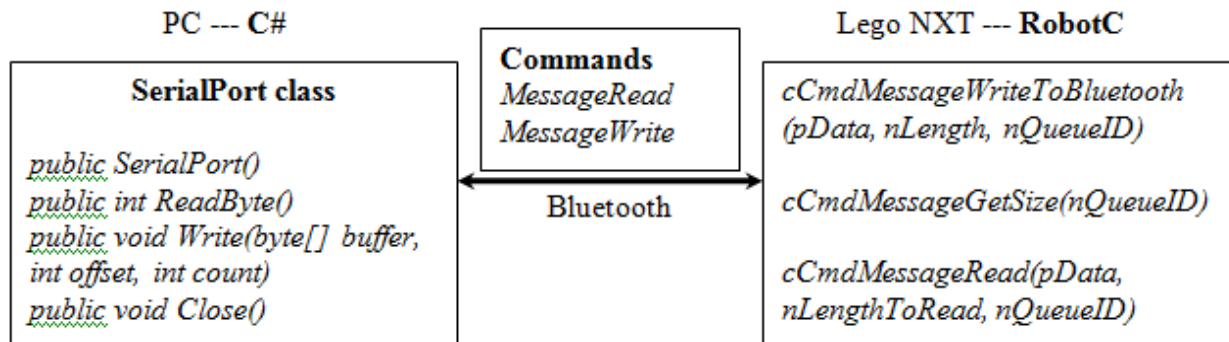 PC --- C#
SerialPort class
public SerialPort()
public int ReadByte()
public void Write(byte[] buffer,
int offset, int count)
public void Close()
Commands
MessageRead
MessageWrite
Bluetooth
Lego NXT --- RobotC
cCmdMessageWriteToBluetooth
(pData, nLength, nQueueID)
cCmdMessageGetSize(nQueueID)
cCmdMessageRead(pData,
nLengthToRead, nQueueID)